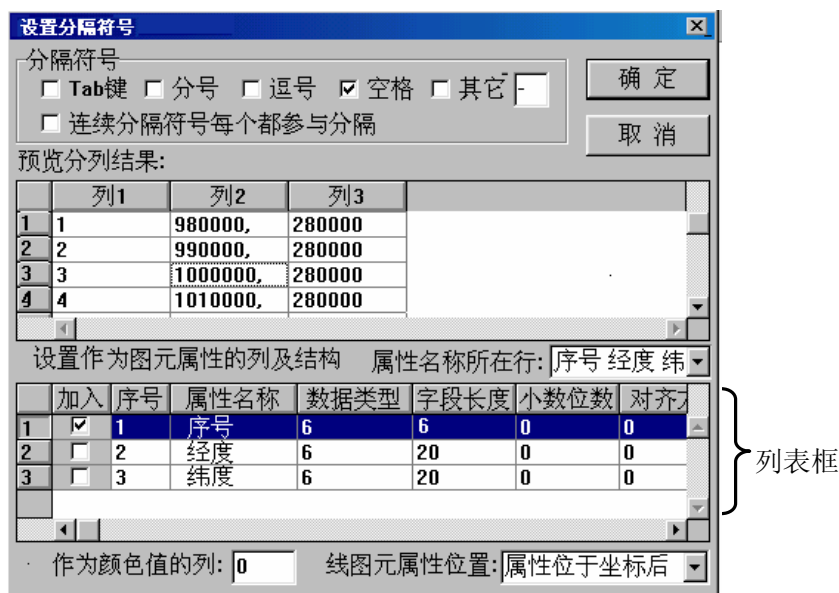 设置分隔符号
分隔符号
Tab键 分号 逗号 空格 其它 -
确 定
连续分隔符号每个都参与分隔
取 消
预览分列结果:
列1 列2 列3
1 1 980000, 280000
2 2 990000, 280000
3 3 1000000, 280000
4 4 1010000, 280000
设置作为图元属性的列及结构 属性名称所在行: 序号 经度 纬
加入 序号 属性名称 数据类型 字段长度 小数位数 对齐方
1 1 序号 6 6 0 0
2 2 经度 6 20 0 0
3 3 纬度 6 20 0 0
列表框
作为颜色值的列: 0 线图元属性位置: 属性位于坐标后